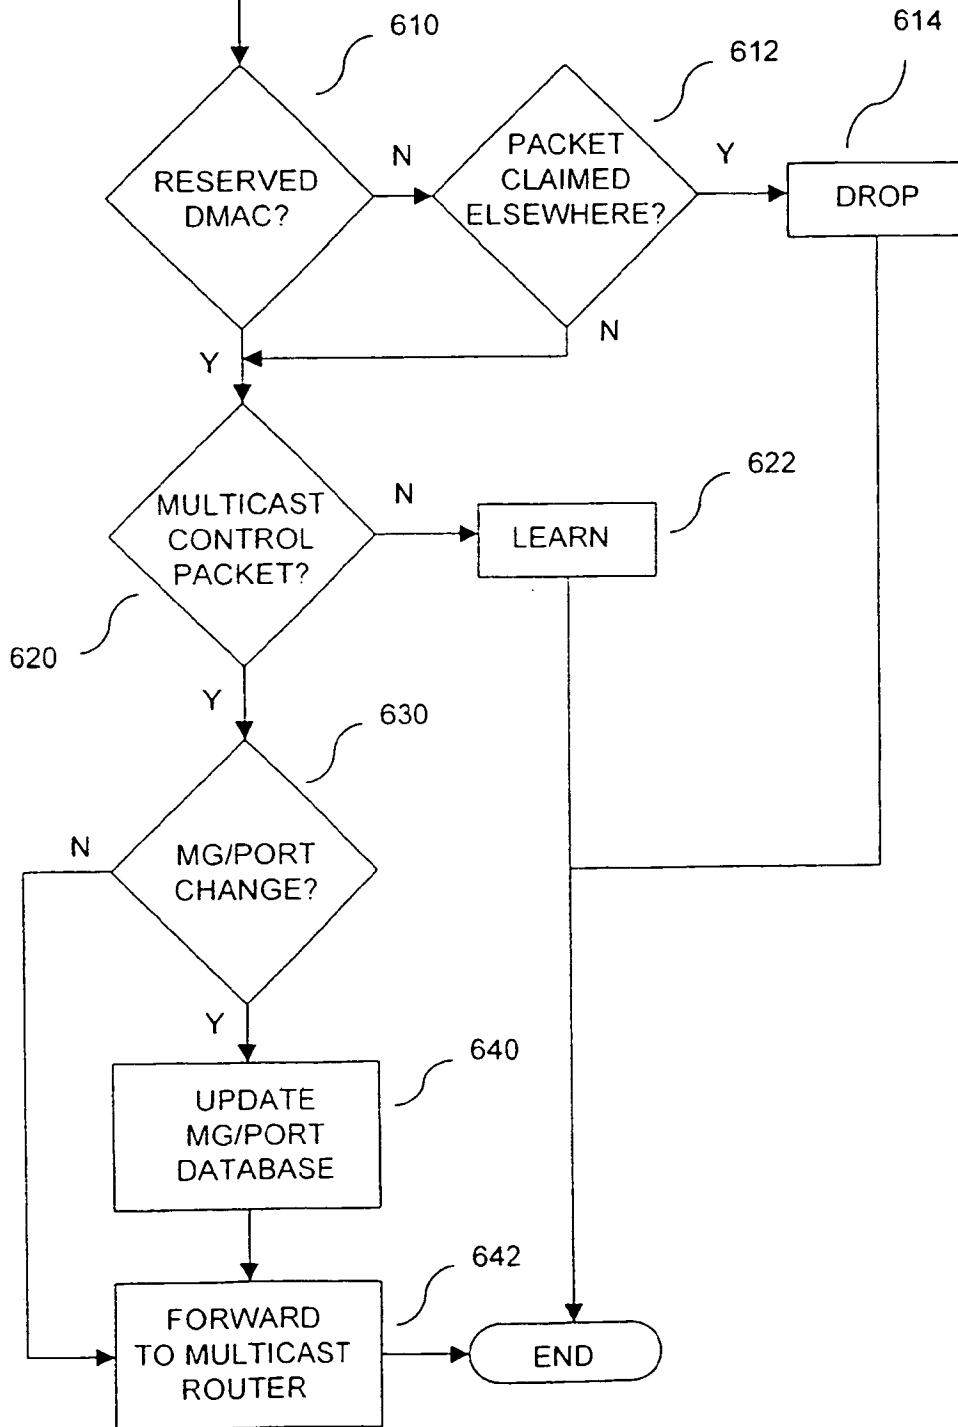 610
612
614
RESERVED
DMAC?
N
PACKET
CLAIMED
ELSEWHERE?
Y
DROP
Y
N
622
MULTICAST
CONTROL
PACKET?
N
LEARN
620
Y
630
N
MG/PORT
CHANGE?
Y
640
UPDATE
MG/PORT
DATABASE
642
FORWARD
TO MULTICAST
ROUTER
END